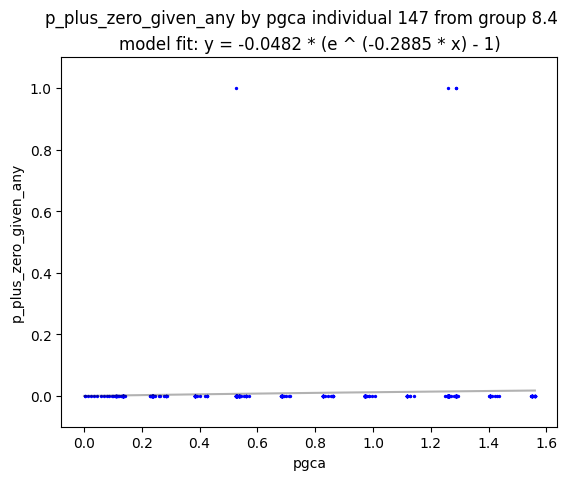 p_plus_zero_given_any by pgca individual 147 from group 8.4
model fit: y = -0.0482 * (e ^ (-0.2885 * x) - 1)
1.0
0.8
0.6
0.4
0.2
0.0
p_plus_zero_given_any
0.0 0.2 0.4 0.6 0.8 1.0 1.2 1.4 1.6
pgca